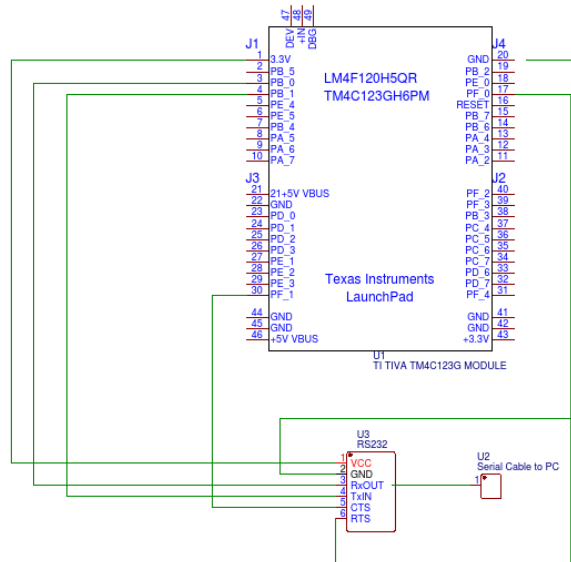 47 48 49
DEV +IN DBG
J1 J4
1 3.3V GND 20
2 PB_5 PB_2 19
3 PB_0 PE_0 18
4 PB_1 PF_0 17
5 PE_4 RESET 16
6 PE_5 PB_7 15
7 PB_4 PB_6 14
8 PA_5 PA_4 13
9 PA_6 PA_3 12
10 PA_7 PA_2 11
LM4F120H5QR
TM4C123GH6PM
J3 J2
21 21+5V VBUS PF_2 40
22 GND PF_3 39
23 PD_0 PB_3 38
24 PD_1 PC_4 37
25 PD_2 PC_5 36
26 PD_3 PC_6 35
27 PE_1 PC_7 34
28 PE_2 PD_6 33
29 PE_3 PD_7 32
30 PF_1 PF_4 31
Texas Instruments
LaunchPad
44 GND GND 41
45 GND GND 42
46 +5V VBUS +3.3V 43
U1
TI TIVA TM4C123G MODULE
U3
RS232
1 VCC
2 GND
3 RxOUT
4 TxIN
5 CTS
6 RTS
U2
Serial Cable to PC
1